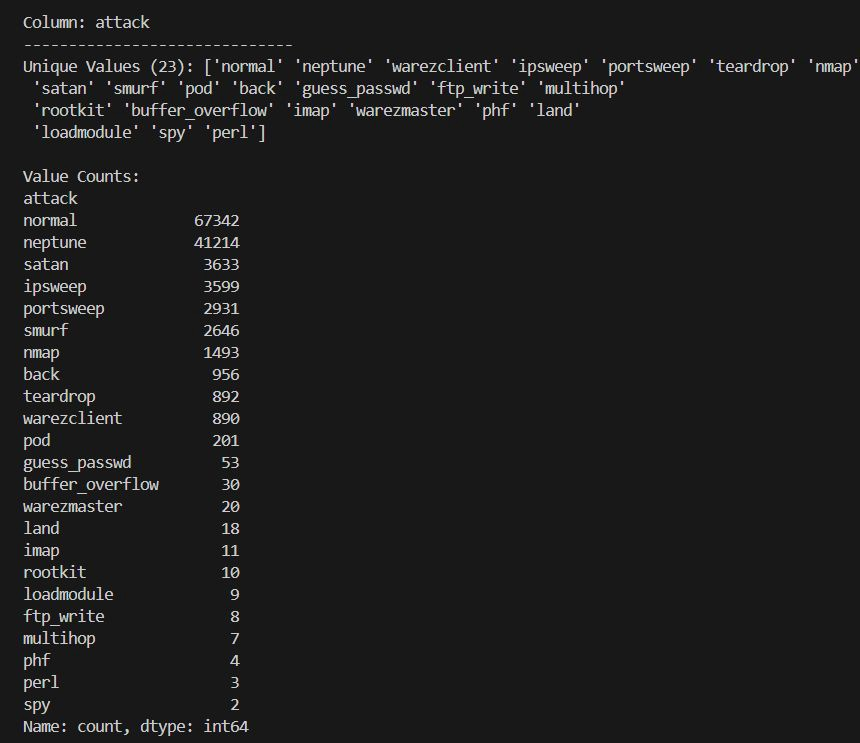 Column: attack
------------------------------
Unique Values (23): ['normal' 'neptune' 'warezclient' 'ipsweep' 'portsweep' 'teardrop' 'nmap'
 'satan' 'smurf' 'pod' 'back' 'guess_passwd' 'ftp_write' 'multihop'
 'rootkit' 'buffer_overflow' 'imap' 'warezmaster' 'phf' 'land'
 'loadmodule' 'spy' 'perl']

Value Counts:
attack
normal             67342
neptune            41214
satan               3633
ipsweep             3599
portsweep           2931
smurf               2646
nmap                1493
back                 956
teardrop             892
warezclient          890
pod                  201
guess_passwd          53
buffer_overflow       30
warezmaster           20
land                  18
imap                  11
rootkit               10
loadmodule             9
ftp_write              8
multihop               7
phf                    4
perl                   3
spy                    2
Name: count, dtype: int64